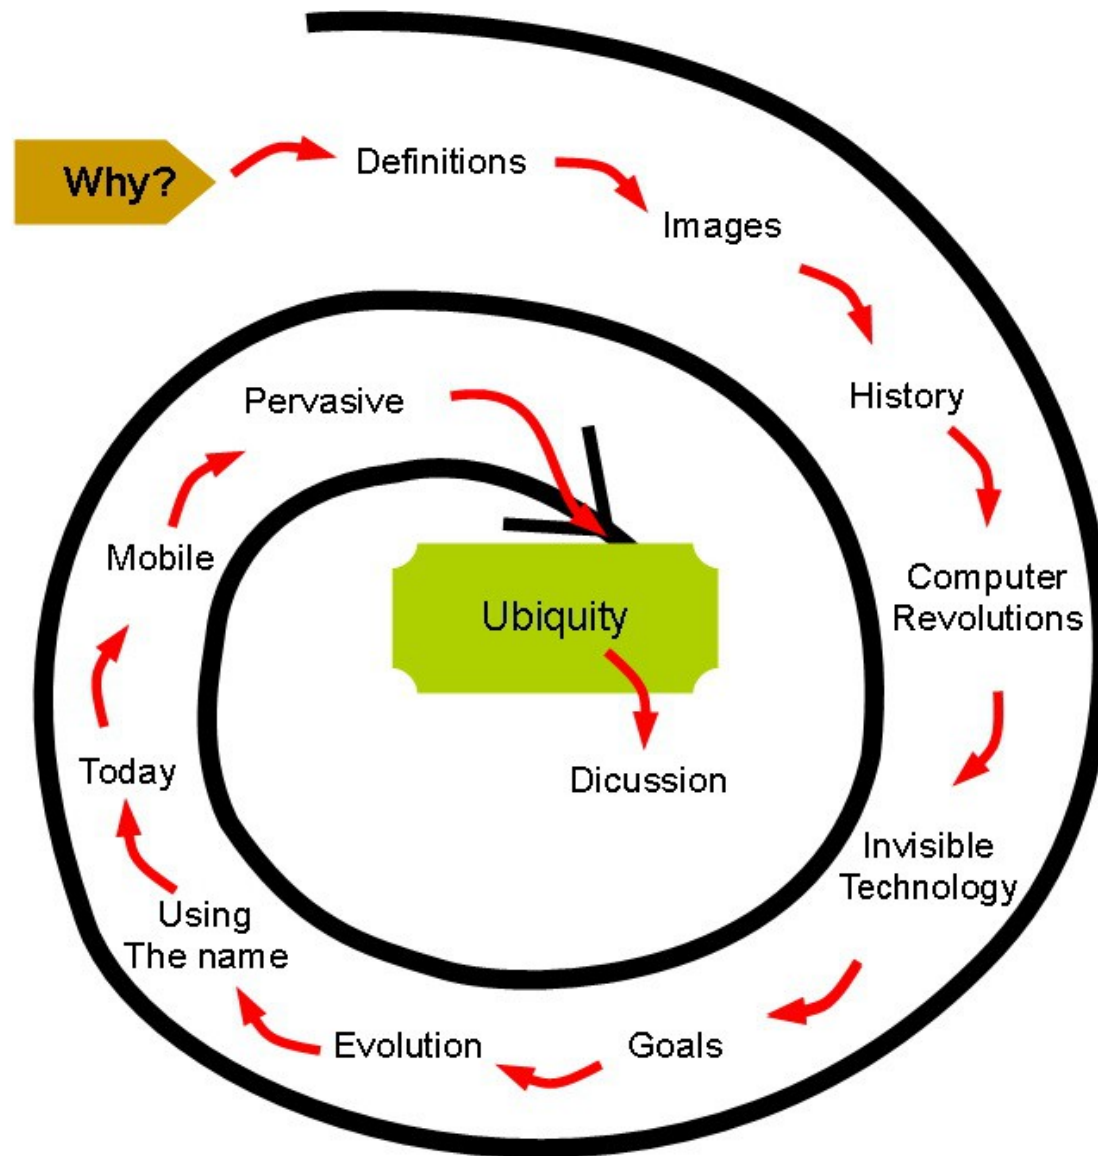 Why?
Definitions
Images
History
Computer
Revolutions
Invisible
Technology
Goals
Evolution
Using
The name
Today
Mobile
Pervasive
Ubiquity
Dicussion